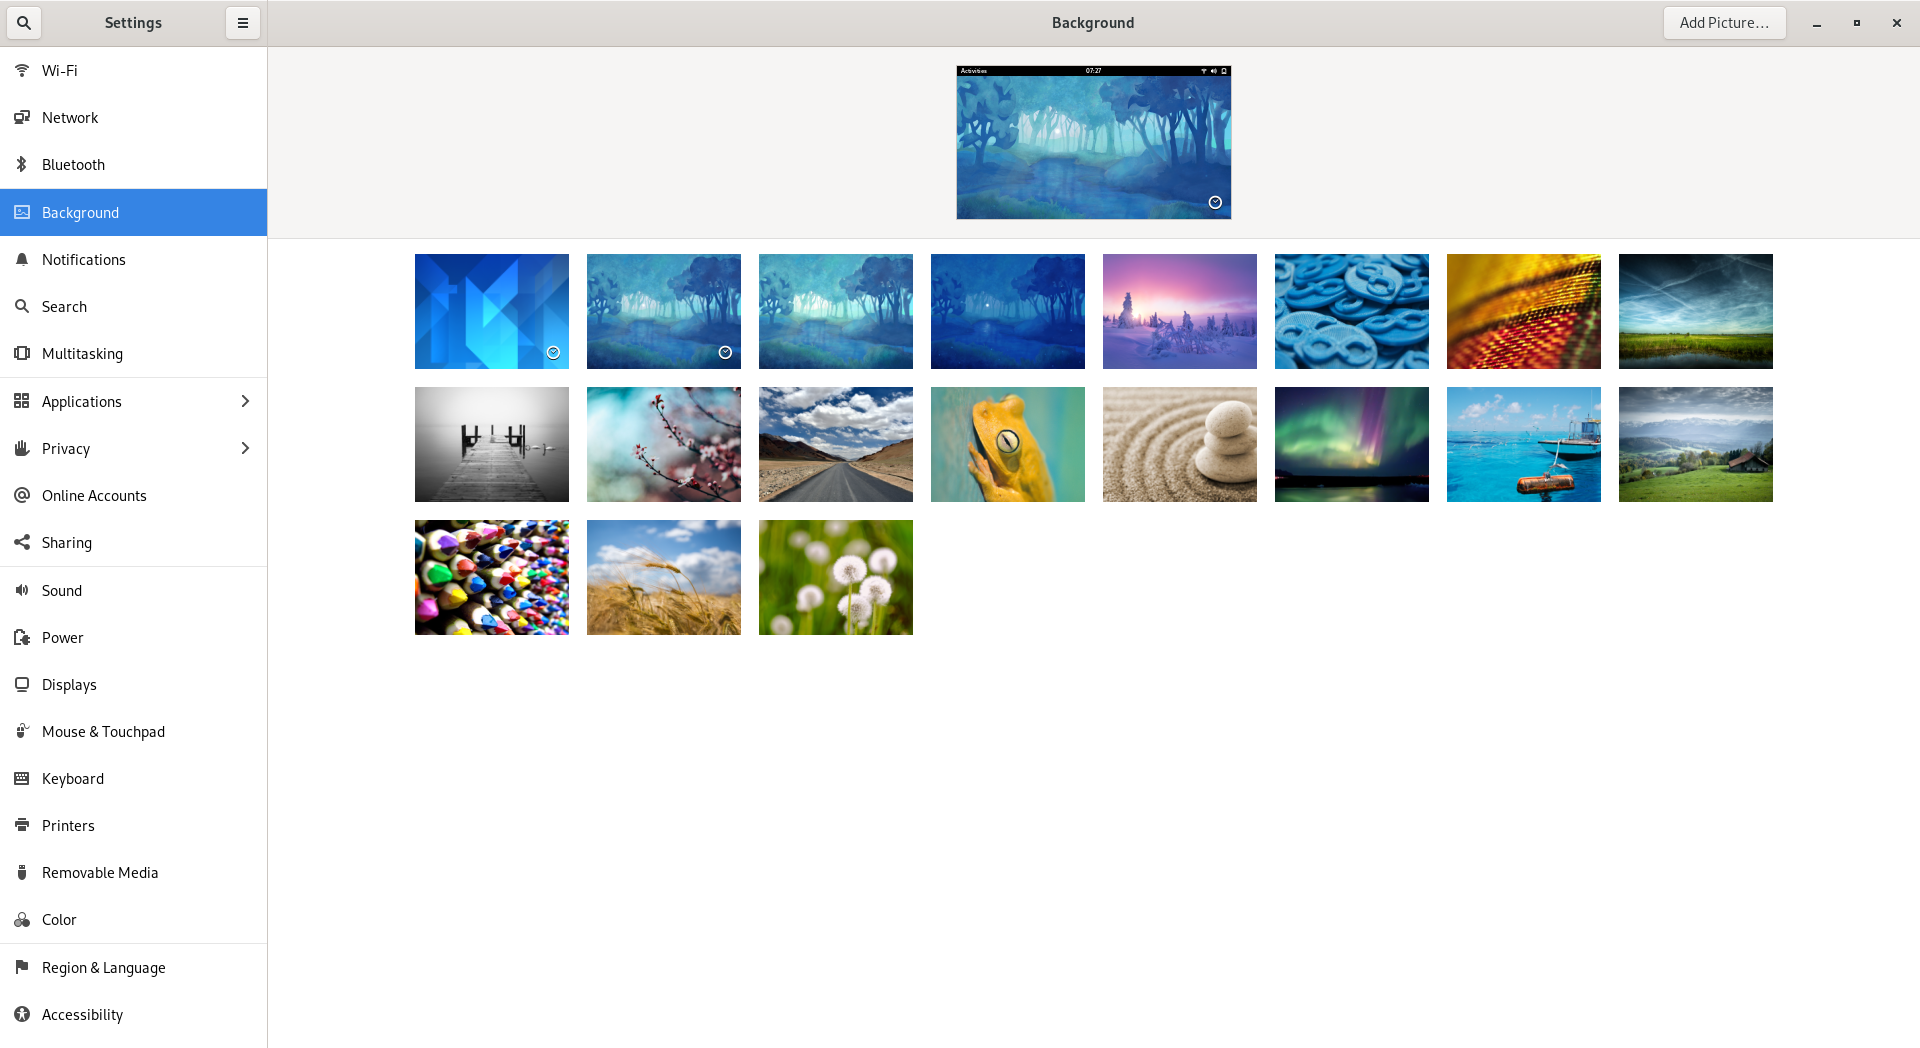 Settings
Background
Add Picture…
Wi-Fi
Network
Bluetooth
Background
Notifications
Search
Multitasking
Applications
Privacy
Online Accounts
Sharing
Sound
Power
Displays
Mouse & Touchpad
Keyboard
Printers
Removable Media
Color
Region & Language
Accessibility
Activities
07:27